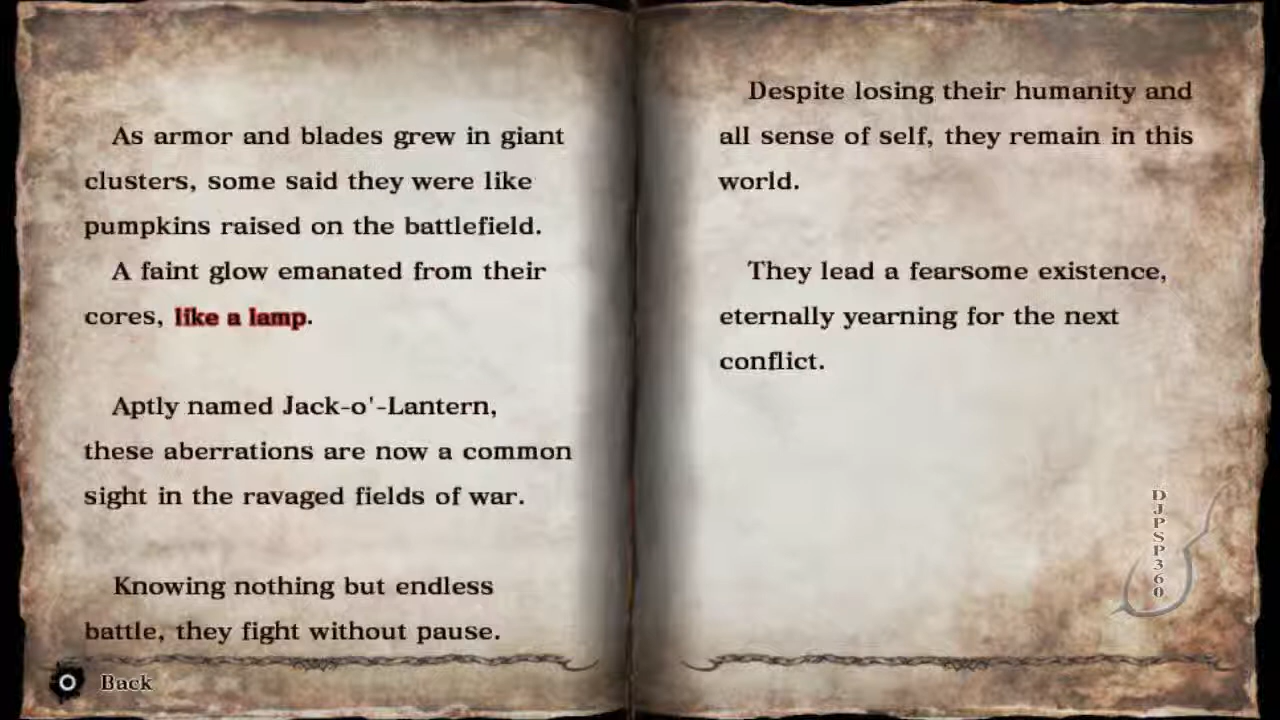 As armor and blades grew in giant
clusters, some said they were like
pumpkins raised on the battlefield.
A faint glow emanated from their
cores, like a lamp.
Aptly named Jack-o'-Lantern,
these aberrations are now a common
sight in the ravaged fields of war.
Knowing nothing but endless
battle, they fight without pause.
Despite losing their humanity and
all sense of self, they remain in this
world.
They lead a fearsome existence,
eternally yearning for the next
conflict.
DJPSP360
Back